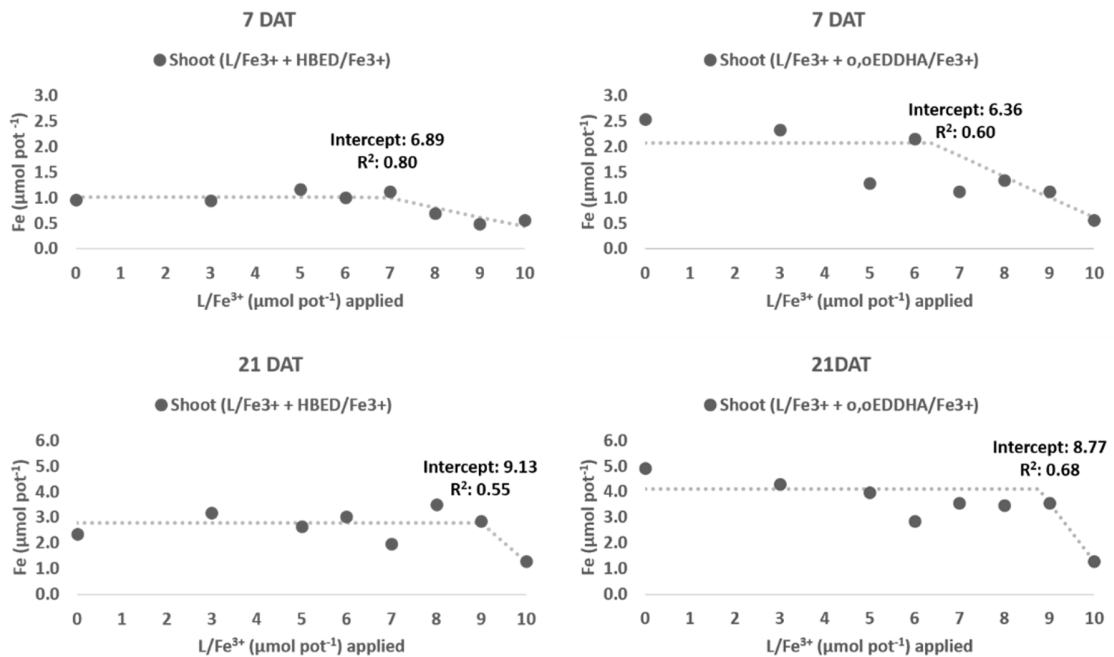 7 DAT
Shoot (L/Fe3+ + HBED/Fe3+)
3.0
2.5
2.0
1.5
1.0
0.5
0.0
Fe (µmol pot⁻¹)
Intercept: 6.89
R²: 0.80
0 1 2 3 4 5 6 7 8 9 10
L/Fe³⁺ (µmol pot⁻¹) applied
7 DAT
Shoot (L/Fe3+ + o,oEDDHA/Fe3+)
3.0
2.5
2.0
1.5
1.0
0.5
0.0
Fe (µmol pot⁻¹)
Intercept: 6.36
R²: 0.60
0 1 2 3 4 5 6 7 8 9 10
L/Fe³⁺ (µmol pot⁻¹) applied
21 DAT
Shoot (L/Fe3+ + HBED/Fe3+)
6.0
5.0
4.0
3.0
2.0
1.0
0.0
Fe (µmol pot⁻¹)
Intercept: 9.13
R²: 0.55
0 1 2 3 4 5 6 7 8 9 10
L/Fe³⁺ (µmol pot⁻¹) applied
21DAT
Shoot (L/Fe3+ + o,oEDDHA/Fe3+)
6.0
5.0
4.0
3.0
2.0
1.0
0.0
Fe (µmol pot⁻¹)
Intercept: 8.77
R²: 0.68
0 1 2 3 4 5 6 7 8 9 10
L/Fe³⁺ (µmol pot⁻¹) applied